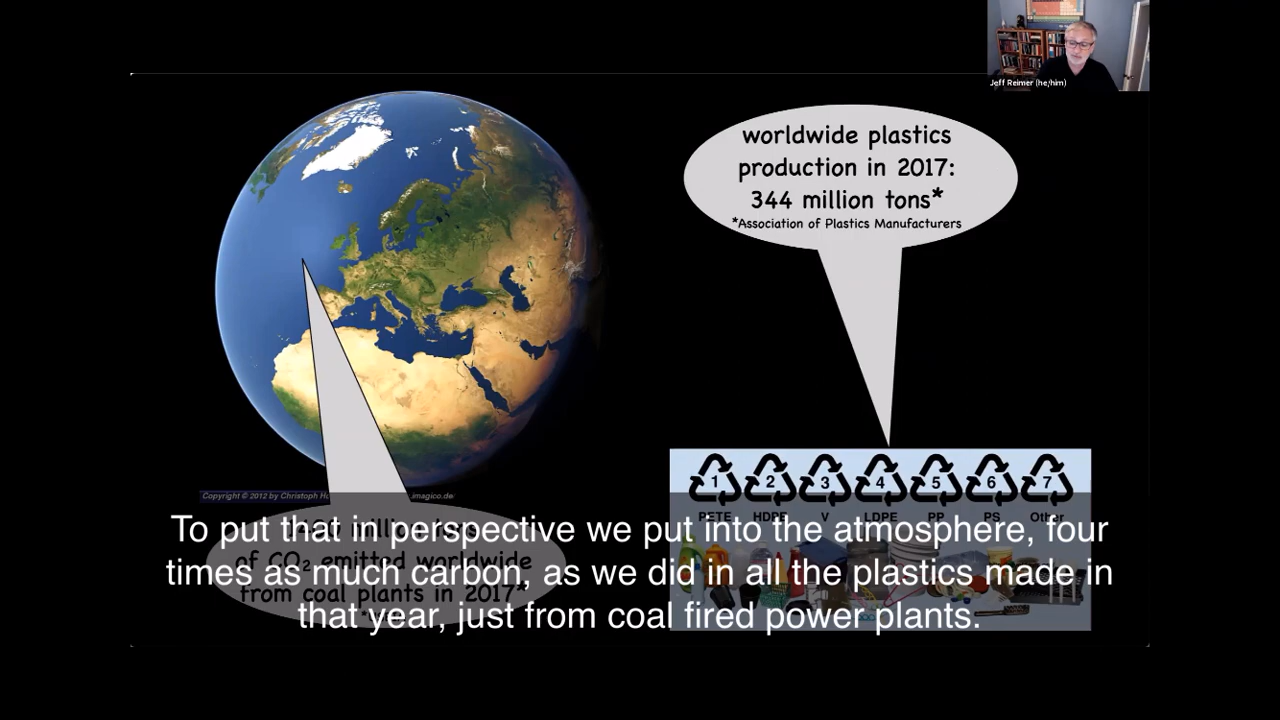 Jeff Reimer (he/him)
worldwide plastics
production in 2017:
344 million tons*
*Association of Plastics Manufacturers
Copyright © 2012 by Christoph
imagico.de
1 2 3 4 5 6 7
PETE HDPE V LDPE PP PS Other
of CO₂ emitted worldwide
from coal plants in 2017*
To put that in perspective we put into the atmosphere, four
times as much carbon, as we did in all the plastics made in
that year, just from coal fired power plants.